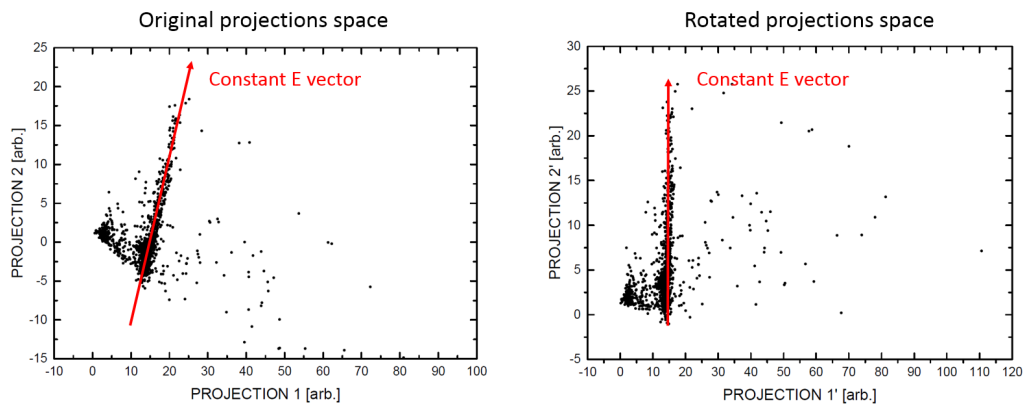 Original projections space
25
20
15
10
5
0
-5
-10
-15
PROJECTION 2 [arb.]
Constant E vector
-10 0 10 20 30 40 50 60 70 80 90 100
PROJECTION 1 [arb.]
Rotated projections space
30
25
20
15
10
5
0
-5
PROJECTION 2' [arb.]
Constant E vector
-10 0 10 20 30 40 50 60 70 80 90 100 110 120
PROJECTION 1' [arb.]